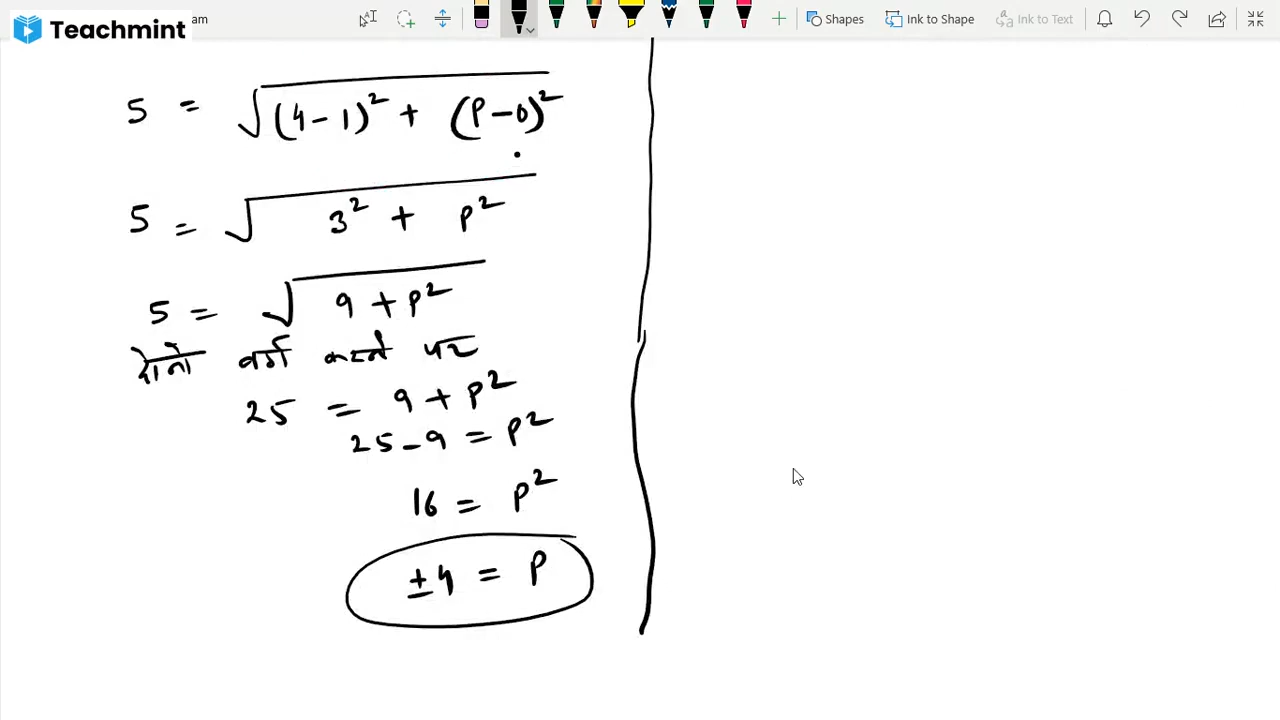 Teachmint
am
Shapes Ink to Shape Ink to Text
5 = √(4-1)² + (P-0)²
5 = √3² + P²
5 = √9 + P²
दोनो वर्ग करने पर
25 = 9 + P²
25-9 = P²
16 = P²
±4 = P